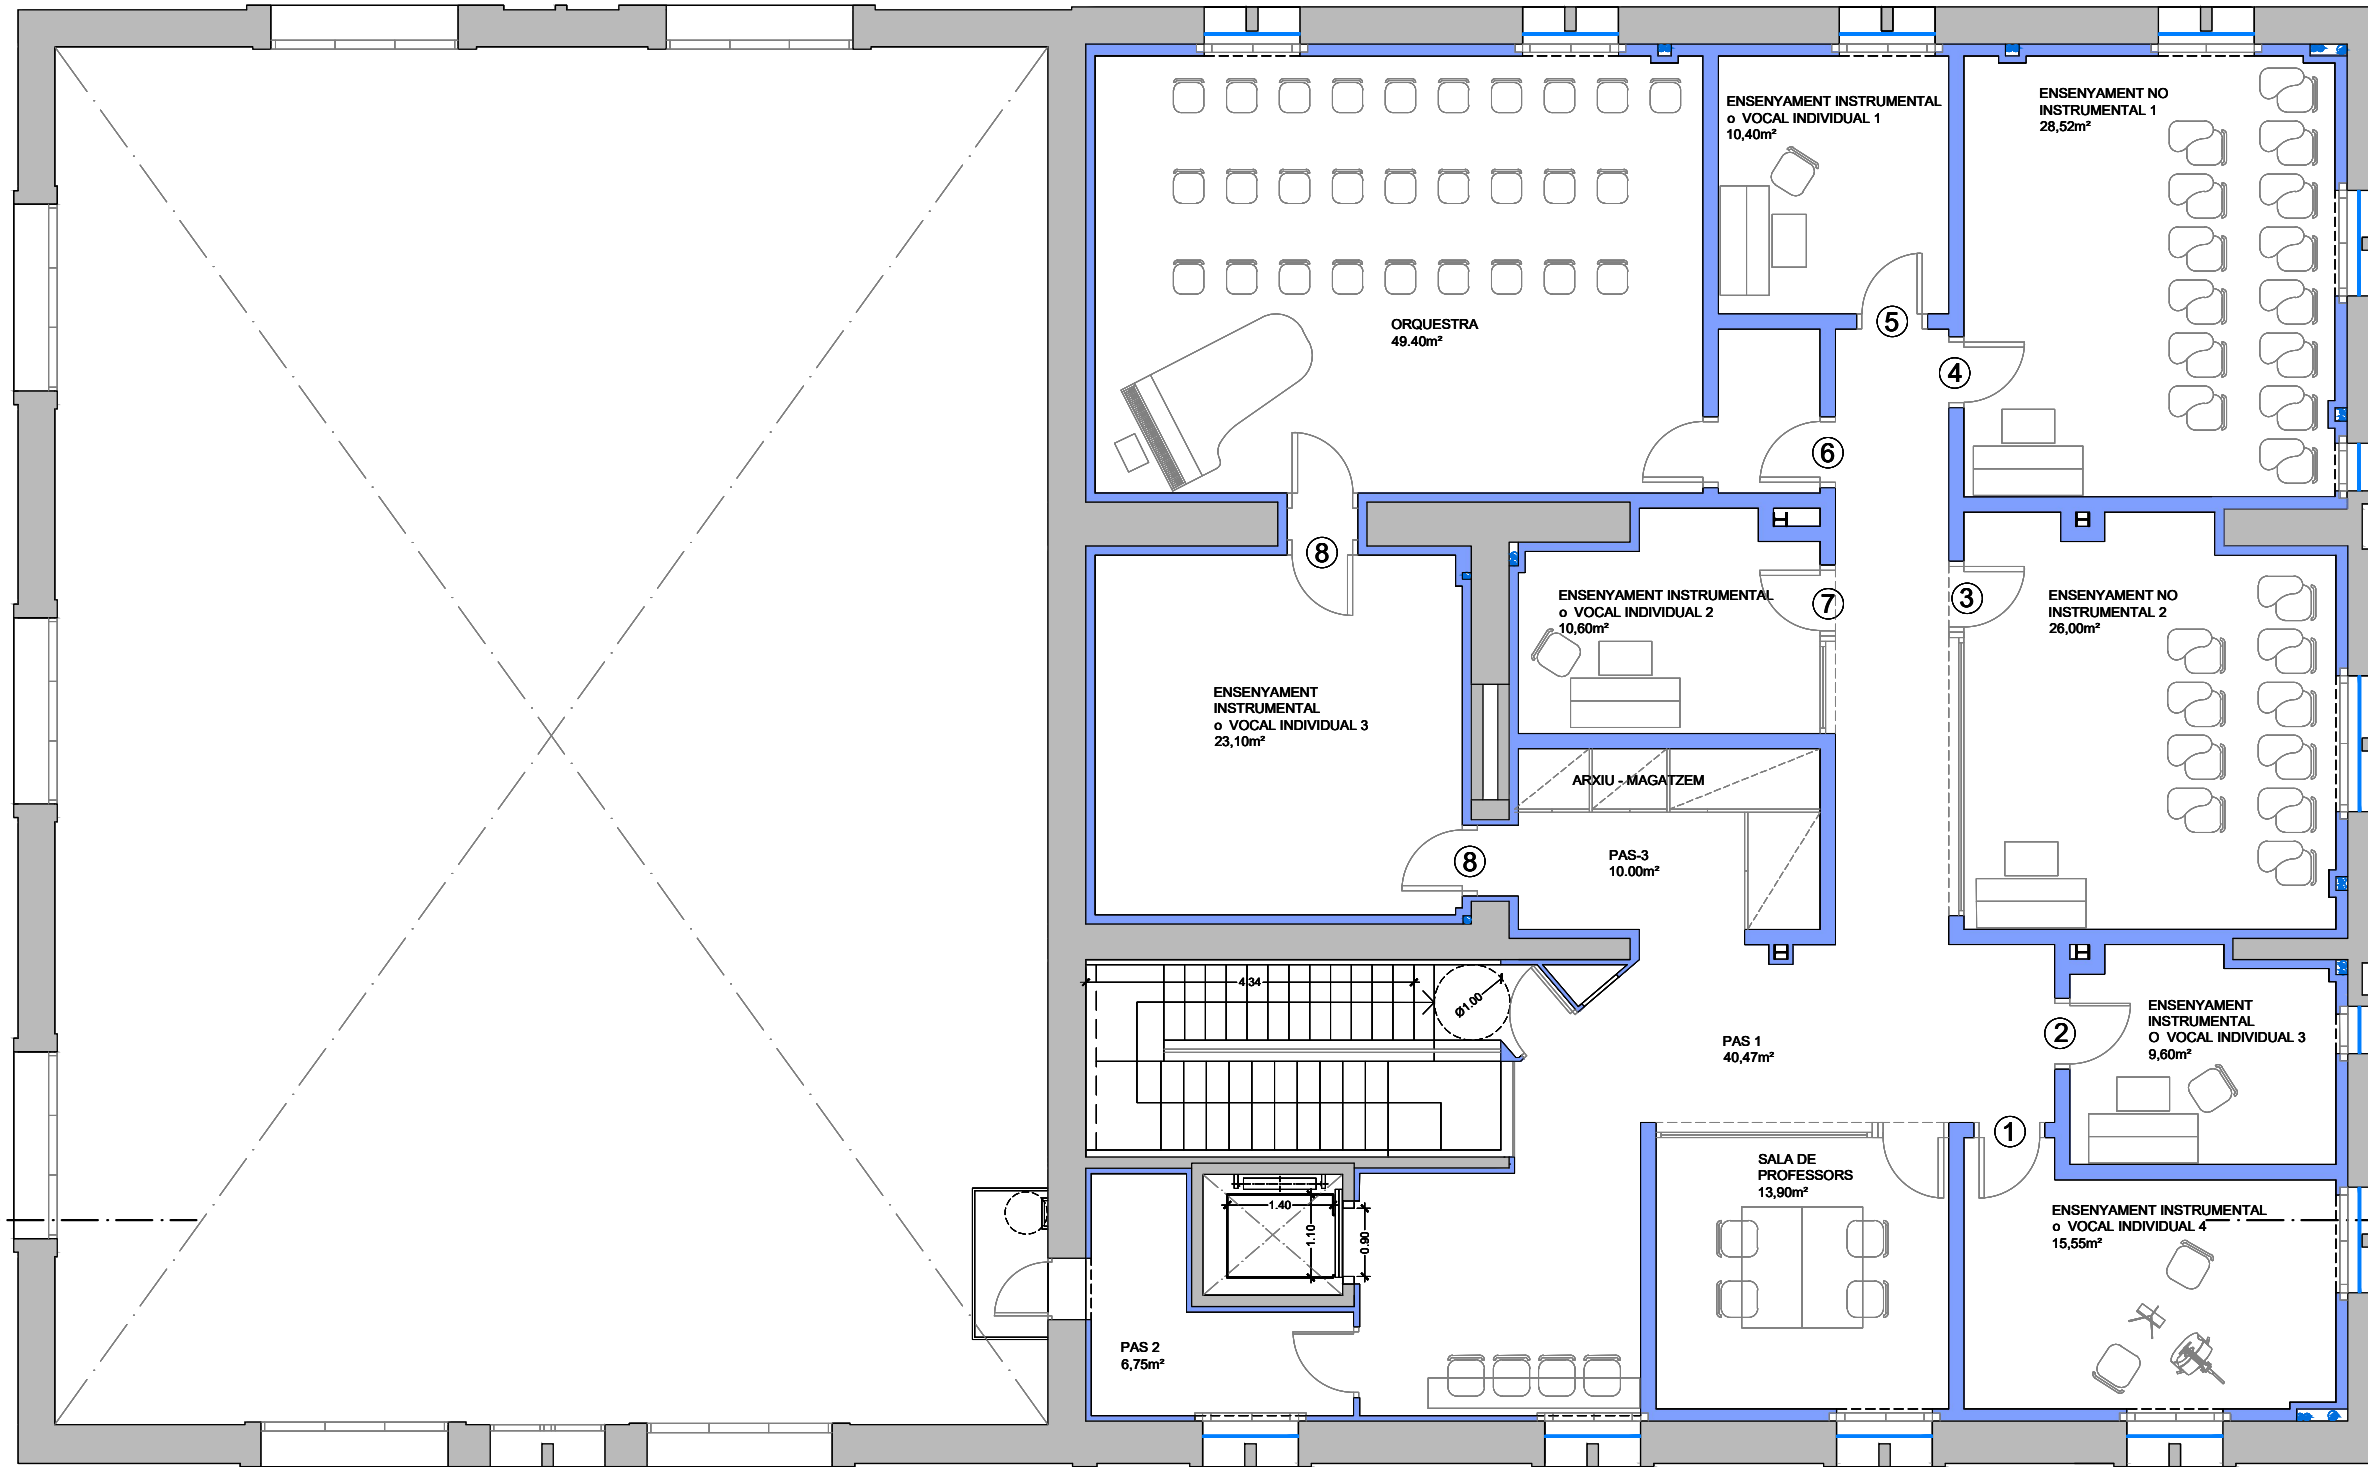 ENSENYAMENT INSTRUMENTAL
o VOCAL INDIVIDUAL 1
10,40m²
ENSENYAMENT NO
INSTRUMENTAL 1
28,52m²
ORQUESTRA
49.40m²
5
4
6
8
ENSENYAMENT INSTRUMENTAL
o VOCAL INDIVIDUAL 2
10,60m²
7
3
ENSENYAMENT NO
INSTRUMENTAL 2
26,00m²
ENSENYAMENT
INSTRUMENTAL
o VOCAL INDIVIDUAL 3
23,10m²
ARXIU - MAGATZEM
8
PAS-3
10.00m²
4.34
Ø1.00
PAS 1
40,47m²
2
ENSENYAMENT
INSTRUMENTAL
O VOCAL INDIVIDUAL 3
9,60m²
1
SALA DE
PROFESSORS
13,90m²
1.40
1.10
0.90
ENSENYAMENT INSTRUMENTAL
o VOCAL INDIVIDUAL 4
15,55m²
PAS 2
6,75m²